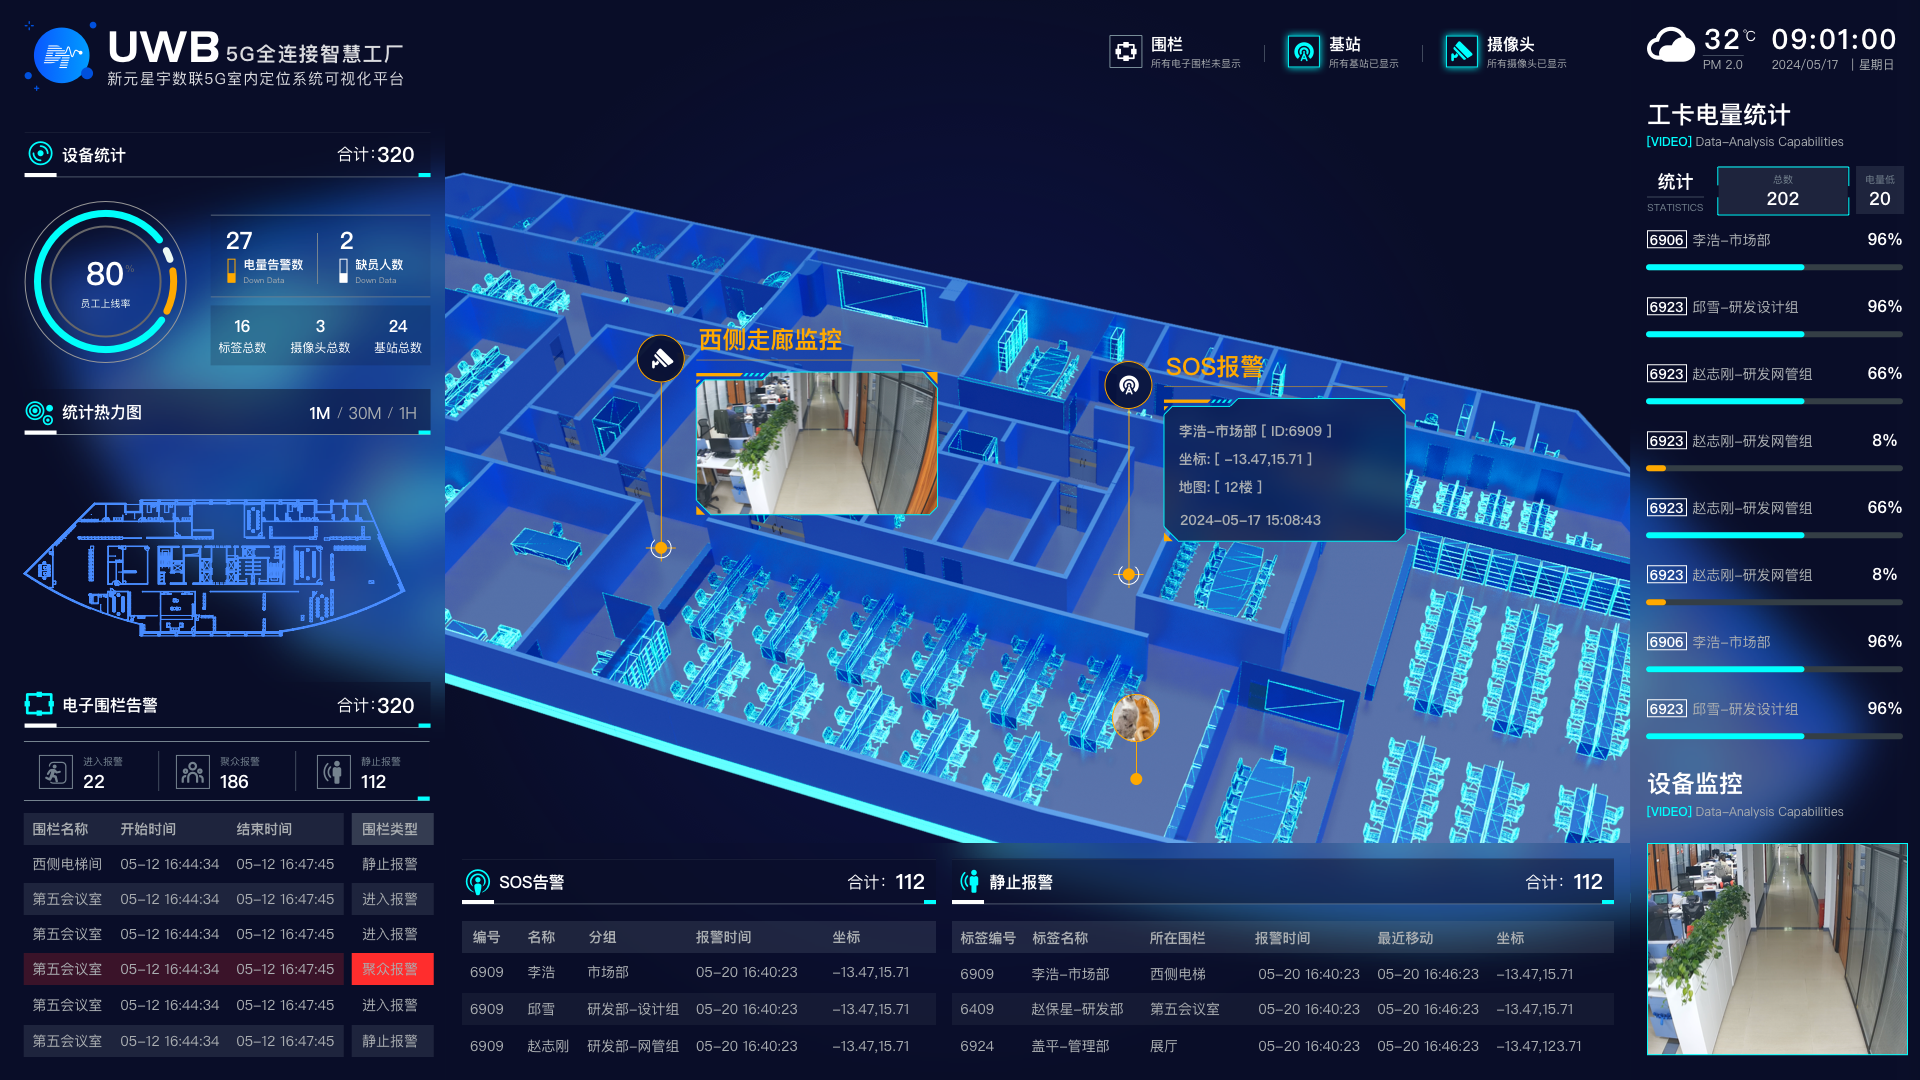 UWB 5G全连接智慧工厂
新元星宇数联5G室内定位系统可视化平台
围栏
所有电子围栏未显示
基站
所有基站已显示
摄像头
所有摄像头已显示
32℃
PM 2.0
09:01:00
2024/05/17 | 星期日
设备统计
合计:320
80%
员工上线率
27
电量告警数
Down Data
2
缺员人数
Down Data
16
标签总数
3
摄像头总数
24
基站总数
统计热力图
1M / 30M / 1H
电子围栏告警
合计:320
进入报警
22
聚众报警
186
静止报警
112
围栏名称 开始时间 结束时间 围栏类型
西侧电梯间 05-12 16:44:34 05-12 16:47:45 静止报警
第五会议室 05-12 16:44:34 05-12 16:47:45 进入报警
第五会议室 05-12 16:44:34 05-12 16:47:45 进入报警
第五会议室 05-12 16:44:34 05-12 16:47:45 聚众报警
第五会议室 05-12 16:44:34 05-12 16:47:45 进入报警
第五会议室 05-12 16:44:34 05-12 16:47:45 静止报警
西侧走廊监控
SOS报警
李浩-市场部 [ ID:6909 ]
坐标: [ -13.47,15.71 ]
地图: [ 12楼 ]
2024-05-17 15:08:43
SOS告警
合计: 112
编号 名称 分组 报警时间 坐标
6909 李浩 市场部 05-20 16:40:23 -13.47,15.71
6909 邱雪 研发部-设计组 05-20 16:40:23 -13.47,15.71
6909 赵志刚 研发部-网管组 05-20 16:40:23 -13.47,15.71
静止报警
合计: 112
标签编号 标签名称 所在围栏 报警时间 最近移动 坐标
6909 李浩-市场部 西侧电梯 05-20 16:40:23 05-20 16:46:23 -13.47,15.71
6409 赵保星-研发部 第五会议室 05-20 16:40:23 05-20 16:46:23 -13.47,15.71
6924 盖平-管理部 展厅 05-20 16:40:23 05-20 16:46:23 -13.47,123.71
工卡电量统计
[VIDEO] Data-Analysis Capabilities
统计
STATISTICS
总数
202
电量低
20
6906 李浩-市场部 96%
6923 邱雪-研发设计组 96%
6923 赵志刚-研发网管组 66%
6923 赵志刚-研发网管组 8%
6923 赵志刚-研发网管组 66%
6923 赵志刚-研发网管组 8%
6906 李浩-市场部 96%
6923 邱雪-研发设计组 96%
设备监控
[VIDEO] Data-Analysis Capabilities